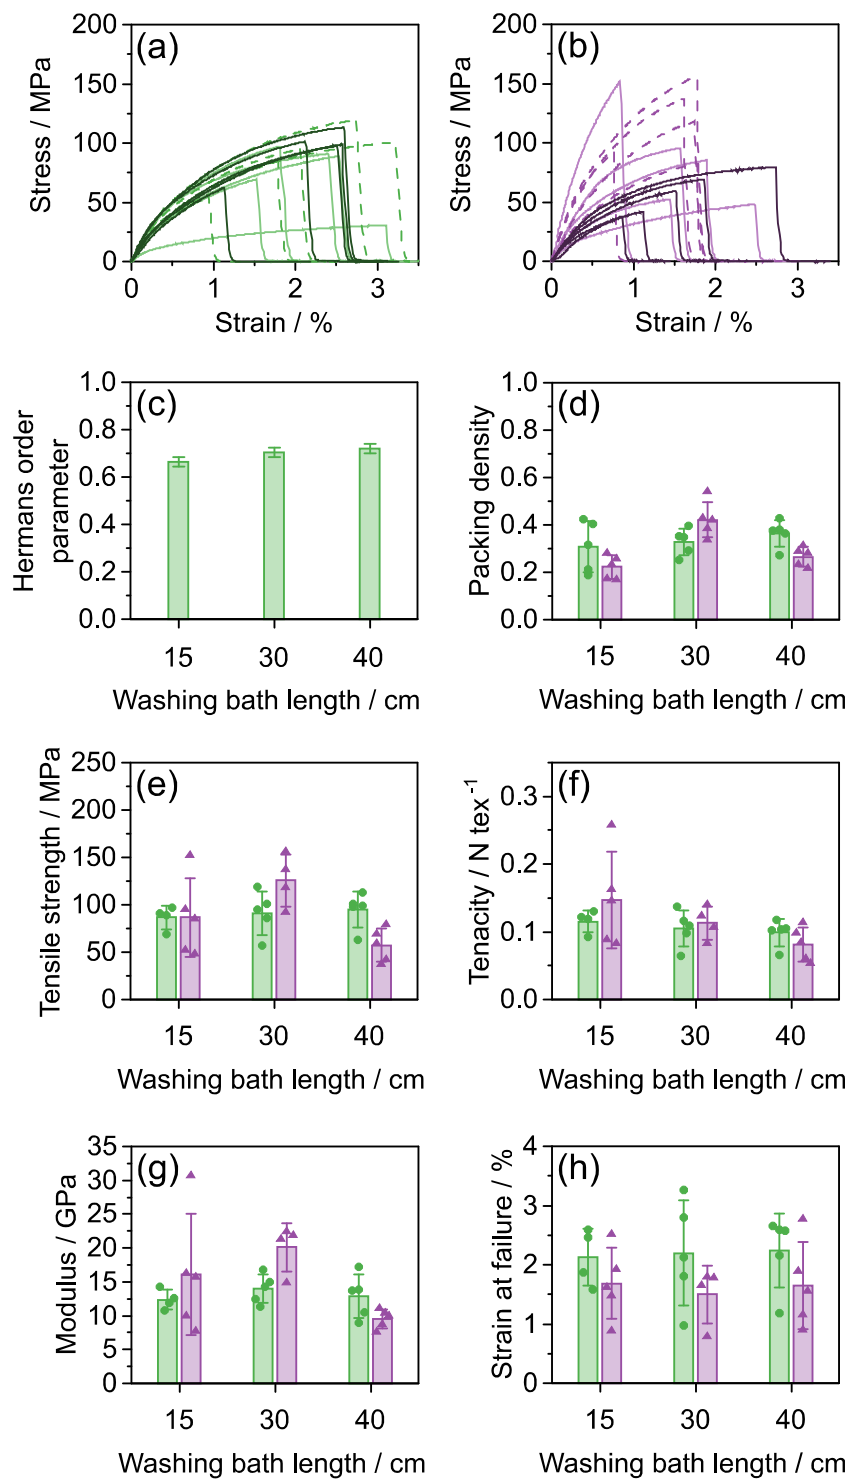 (a)
Stress / MPa
200
150
100
50
0
0 1 2 3
Strain / %
(b)
Stress / MPa
200
150
100
50
0
0 1 2 3
Strain / %
(c)
Hermans order
parameter
1.0
0.8
0.6
0.4
0.2
0.0
15 30 40
Washing bath length / cm
(d)
Packing density
1.0
0.8
0.6
0.4
0.2
0.0
15 30 40
Washing bath length / cm
(e)
Tensile strength / MPa
250
200
150
100
50
0
15 30 40
Washing bath length / cm
(f)
Tenacity / N tex⁻¹
0.3
0.2
0.1
0.0
15 30 40
Washing bath length / cm
(g)
Modulus / GPa
35
30
25
20
15
10
5
0
15 30 40
Washing bath length / cm
(h)
Strain at failure / %
4
3
2
1
0
15 30 40
Washing bath length / cm